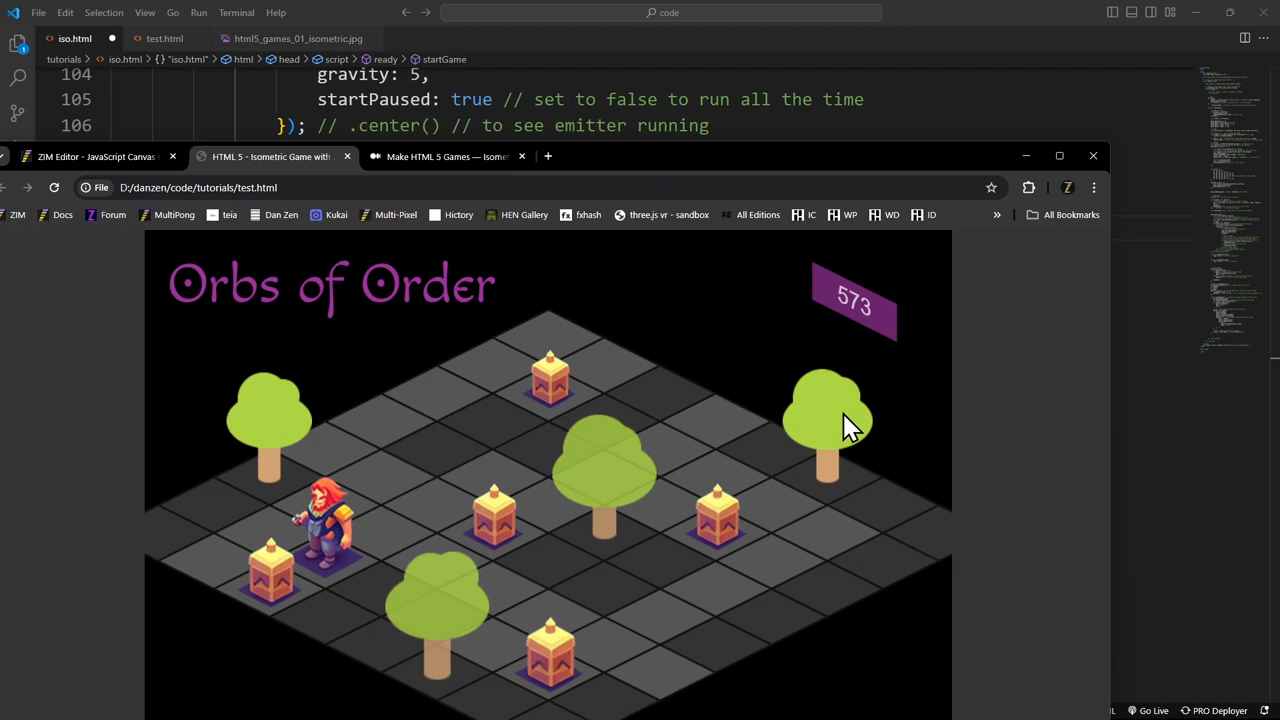 File Edit Selection View Go Run Terminal Help
code
iso.html
test.html
html5_games_01_isometric.jpg
tutorials > iso.html > {} "iso.html" > html > head > script > ready > startGame
104 gravity: 5,
105 startPaused: true // set to false to run all the time
106 }); // .center() // to see emitter running
ZIM Editor - JavaScript Canvas
HTML 5 - Isometric Game with
Make HTML 5 Games — Isome
File D:/danzen/code/tutorials/test.html
ZIM Docs Forum MultiPong teia Dan Zen Kukai Multi-Pixel Hictory fxhash three.js vr - sandbox All Editions IC WP WD ID » All Bookmarks
Orbs of Order
573
Go Live PRO Deployer